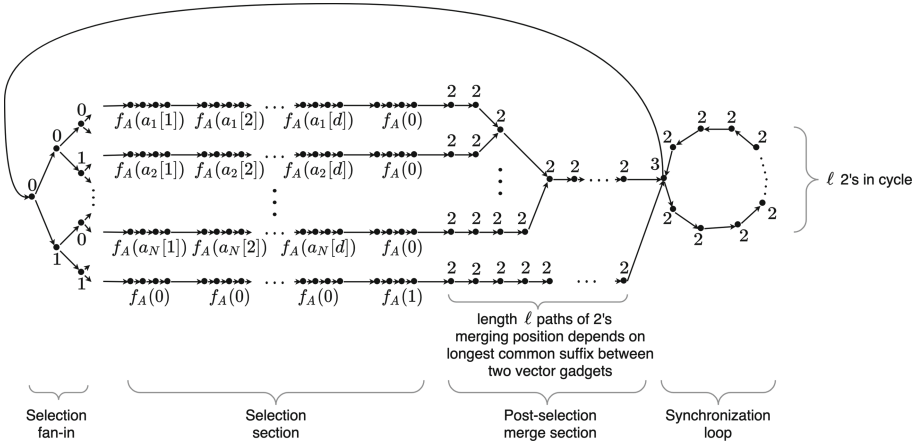 0
2 2
f_A(a_1[1]) f_A(a_1[2]) ... f_A(a_1[d]) f_A(0)
2
0
1
2 2
f_A(a_2[1]) f_A(a_2[2]) ... f_A(a_2[d]) f_A(0)
2 2 ... 2 3
0
0
2 2 2 2
f_A(a_N[1]) f_A(a_N[2]) ... f_A(a_N[d]) f_A(0)
1
1
2 2 2 2 2 ... 2
f_A(0) f_A(0) ... f_A(0) f_A(1)
2 2
2 2
2 2
2 2
ℓ 2's in cycle
length ℓ paths of 2's
merging position depends on
longest common suffix between
two vector gadgets
Selection
fan-in
Selection
section
Post-selection
merge section
Synchronization
loop